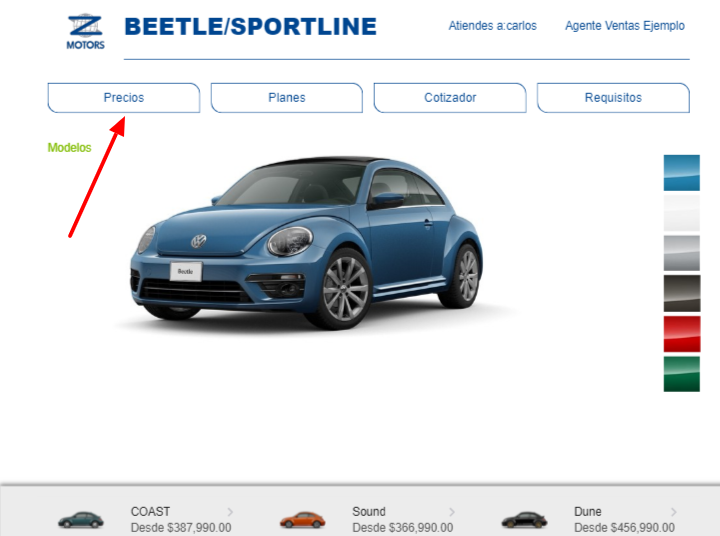 Z
MOTORS
BEETLE/SPORTLINE
Atiendes a:carlos
Agente Ventas Ejemplo
Precios
Planes
Cotizador
Requisitos
Modelos
Beetle
COAST
Desde $387,990.00
Sound
Desde $366,990.00
Dune
Desde $456,990.00